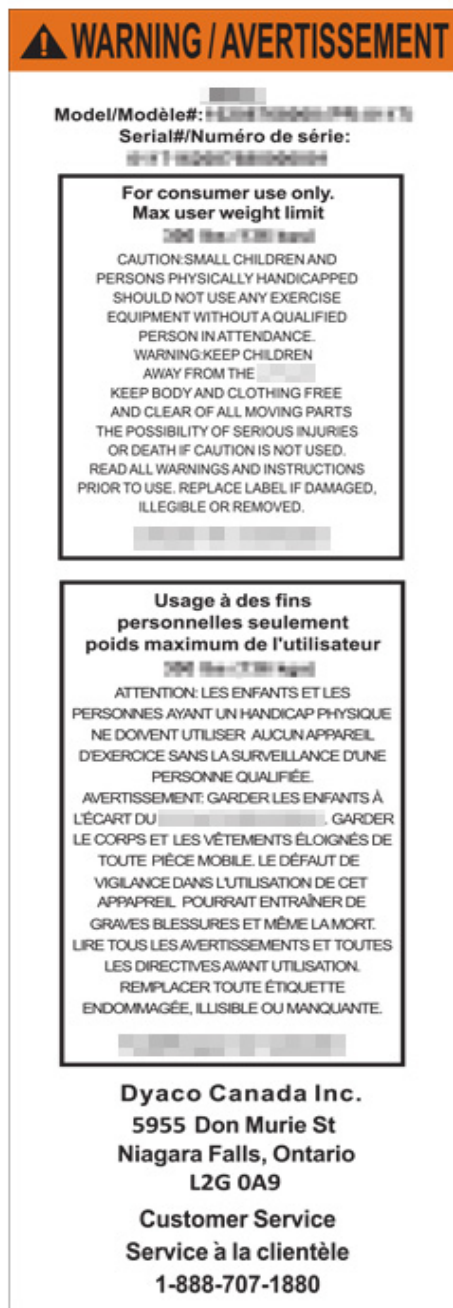 WARNING / AVERTISSEMENT
Model/Modèle#:
Serial#/Numéro de série:
For consumer use only.
Max user weight limit
CAUTION:SMALL CHILDREN AND
PERSONS PHYSICALLY HANDICAPPED
SHOULD NOT USE ANY EXERCISE
EQUIPMENT WITHOUT A QUALIFIED
PERSON IN ATTENDANCE.
WARNING:KEEP CHILDREN
AWAY FROM THE
KEEP BODY AND CLOTHING FREE
AND CLEAR OF ALL MOVING PARTS
THE POSSIBILITY OF SERIOUS INJURIES
OR DEATH IF CAUTION IS NOT USED.
READ ALL WARNINGS AND INSTRUCTIONS
PRIOR TO USE. REPLACE LABEL IF DAMAGED,
ILLEGIBLE OR REMOVED.
Usage à des fins
personnelles seulement
poids maximum de l'utilisateur
ATTENTION: LES ENFANTS ET LES
PERSONNES AYANT UN HANDICAP PHYSIQUE
NE DOIVENT UTILISER AUCUN APPAREIL
D'EXERCICE SANS LA SURVEILLANCE D'UNE
PERSONNE QUALIFIÉE.
AVERTISSEMENT: GARDER LES ENFANTS À
L'ÉCART DU . GARDER
LE CORPS ET LES VÊTEMENTS ÉLOIGNÉS DE
TOUTE PIÈCE MOBILE. LE DÉFAUT DE
VIGILANCE DANS L'UTILISATION DE CET
APPAPREIL POURRAIT ENTRAÎNER DE
GRAVES BLESSURES ET MÊME LA MORT.
LIRE TOUS LES AVERTISSEMENTS ET TOUTES
LES DIRECTIVES AVANT UTILISATION.
REMPLACER TOUTE ÉTIQUETTE
ENDOMMAGÉE, ILLISIBLE OU MANQUANTE.
Dyaco Canada Inc.
5955 Don Murie St
Niagara Falls, Ontario
L2G 0A9
Customer Service
Service à la clientèle
1-888-707-1880